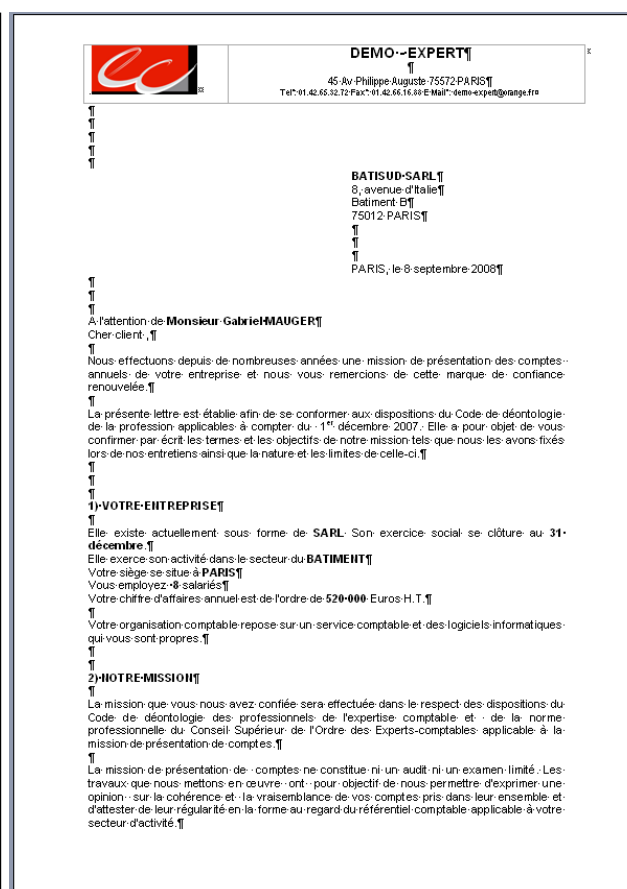 DEMO - EXPERT
45 Av Philippe Auguste 75572 PARIS
Tel°: 01.42.65.32.72 Fax°: 01.42.66.16.88 E Mail°: demo-expert@orange.fr
BATISUD SARL
8, avenue d'Italie
Batiment B
75012 PARIS
PARIS, le 8 septembre 2008
A l'attention de Monsieur Gabriel MAUGER
Cher client ,
Nous effectuons depuis de nombreuses années une mission de présentation des comptes
annuels de votre entreprise et nous vous remercions de cette marque de confiance
renouvelée.
La présente lettre est établie afin de se conformer aux dispositions du Code de déontologie
de la profession applicables à compter du 1er décembre 2007. Elle a pour objet de vous
confirmer par écrit les termes et les objectifs de notre mission tels que nous les avons fixés
lors de nos entretiens ainsi que la nature et les limites de celle-ci.
1) VOTRE ENTREPRISE
Elle existe actuellement sous forme de SARL Son exercice social se clôture au 31
décembre.
Elle exerce son activité dans le secteur du BATIMENT
Votre siège se situe à PARIS
Vous employez 8 salariés
Votre chiffre d'affaires annuel est de l'ordre de 520 000 Euros H.T.
Votre organisation comptable repose sur un service comptable et des logiciels informatiques
qui vous sont propres.
2) NOTRE MISSION
La mission que vous nous avez confiée sera effectuée dans le respect des dispositions du
Code de déontologie des professionnels de l'expertise comptable et de la norme
professionnelle du Conseil Supérieur de l'Ordre des Experts-comptables applicable à la
mission de présentation de comptes.
La mission de présentation de comptes ne constitue ni un audit ni un examen limité. Les
travaux que nous mettons en œuvre ont pour objectif de nous permettre d'exprimer une
opinion sur la cohérence et la vraisemblance de vos comptes pris dans leur ensemble et
d'attester de leur régularité en la forme au regard du référentiel comptable applicable à votre
secteur d'activité.